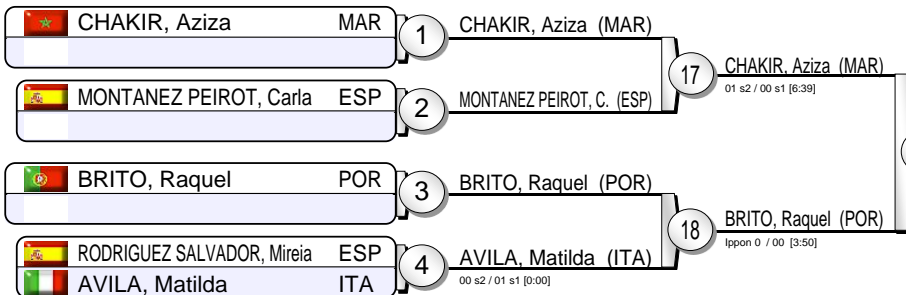 CHAKIR, Aziza MAR
1
CHAKIR, Aziza (MAR)
17
CHAKIR, Aziza (MAR)
01 s2 / 00 s1 [6:39]
MONTANEZ PEIROT, Carla ESP
2
MONTANEZ PEIROT, C. (ESP)
BRITO, Raquel POR
3
BRITO, Raquel (POR)
18
BRITO, Raquel (POR)
Ippon 0 / 00 [3:50]
RODRIGUEZ SALVADOR, Mireia ESP
AVILA, Matilda ITA
4
AVILA, Matilda (ITA)
00 s2 / 01 s1 [0:00]